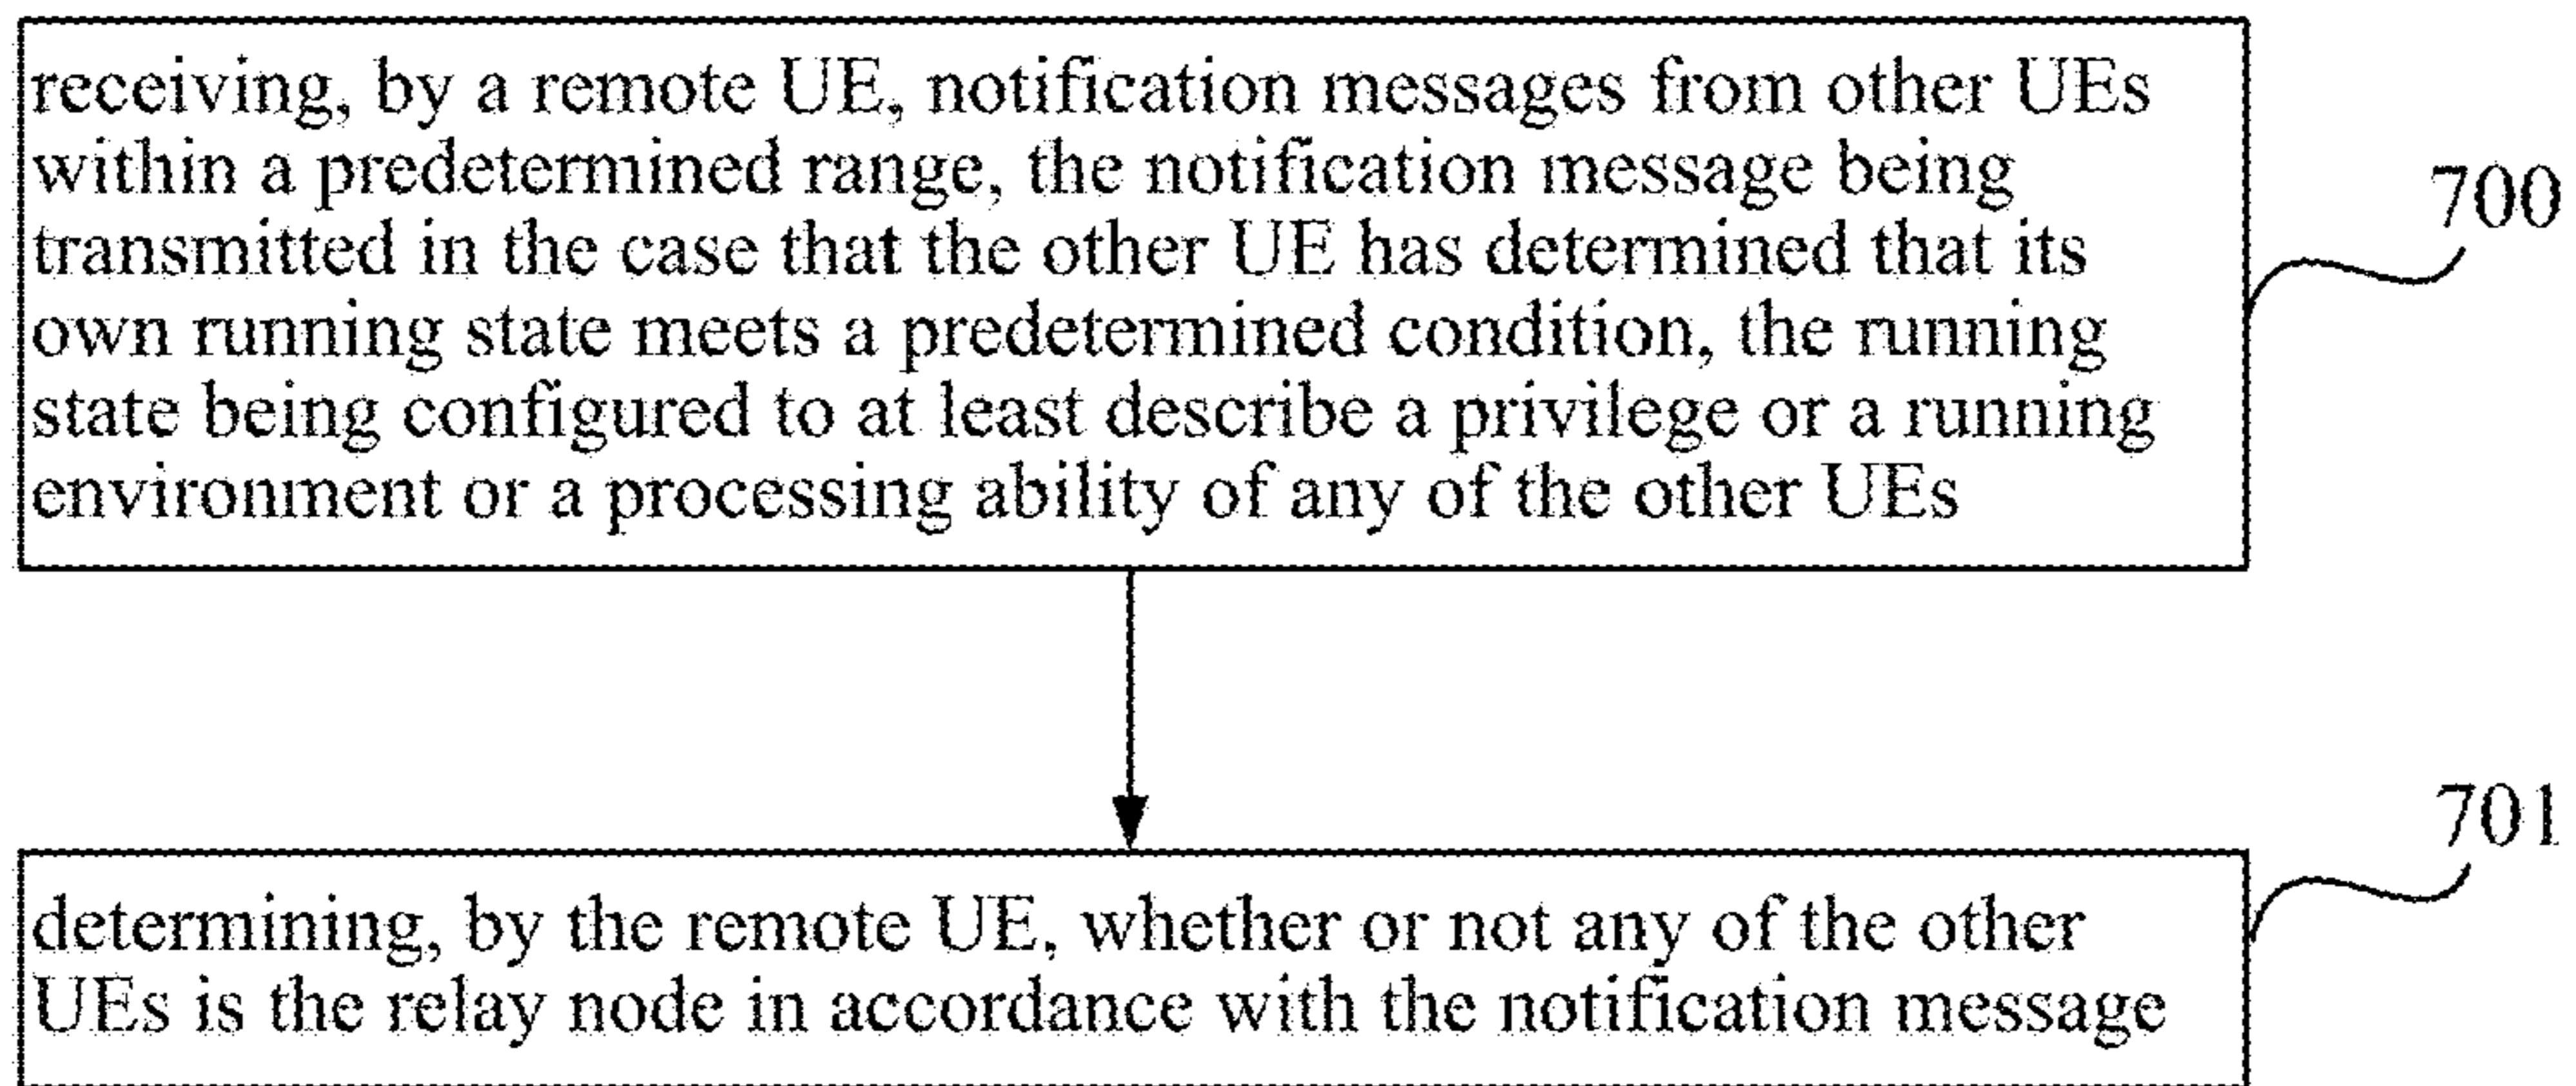 receiving, by a remote UE, notification messages from other UEs
within a predetermined range, the notification message being
transmitted in the case that the other UE has determined that its
own running state meets a predetermined condition, the running
state being configured to at least describe a privilege or a running
environment or a processing ability of any of the other UEs
700
determining, by the remote UE, whether or not any of the other
UEs is the relay node in accordance with the notification message
701